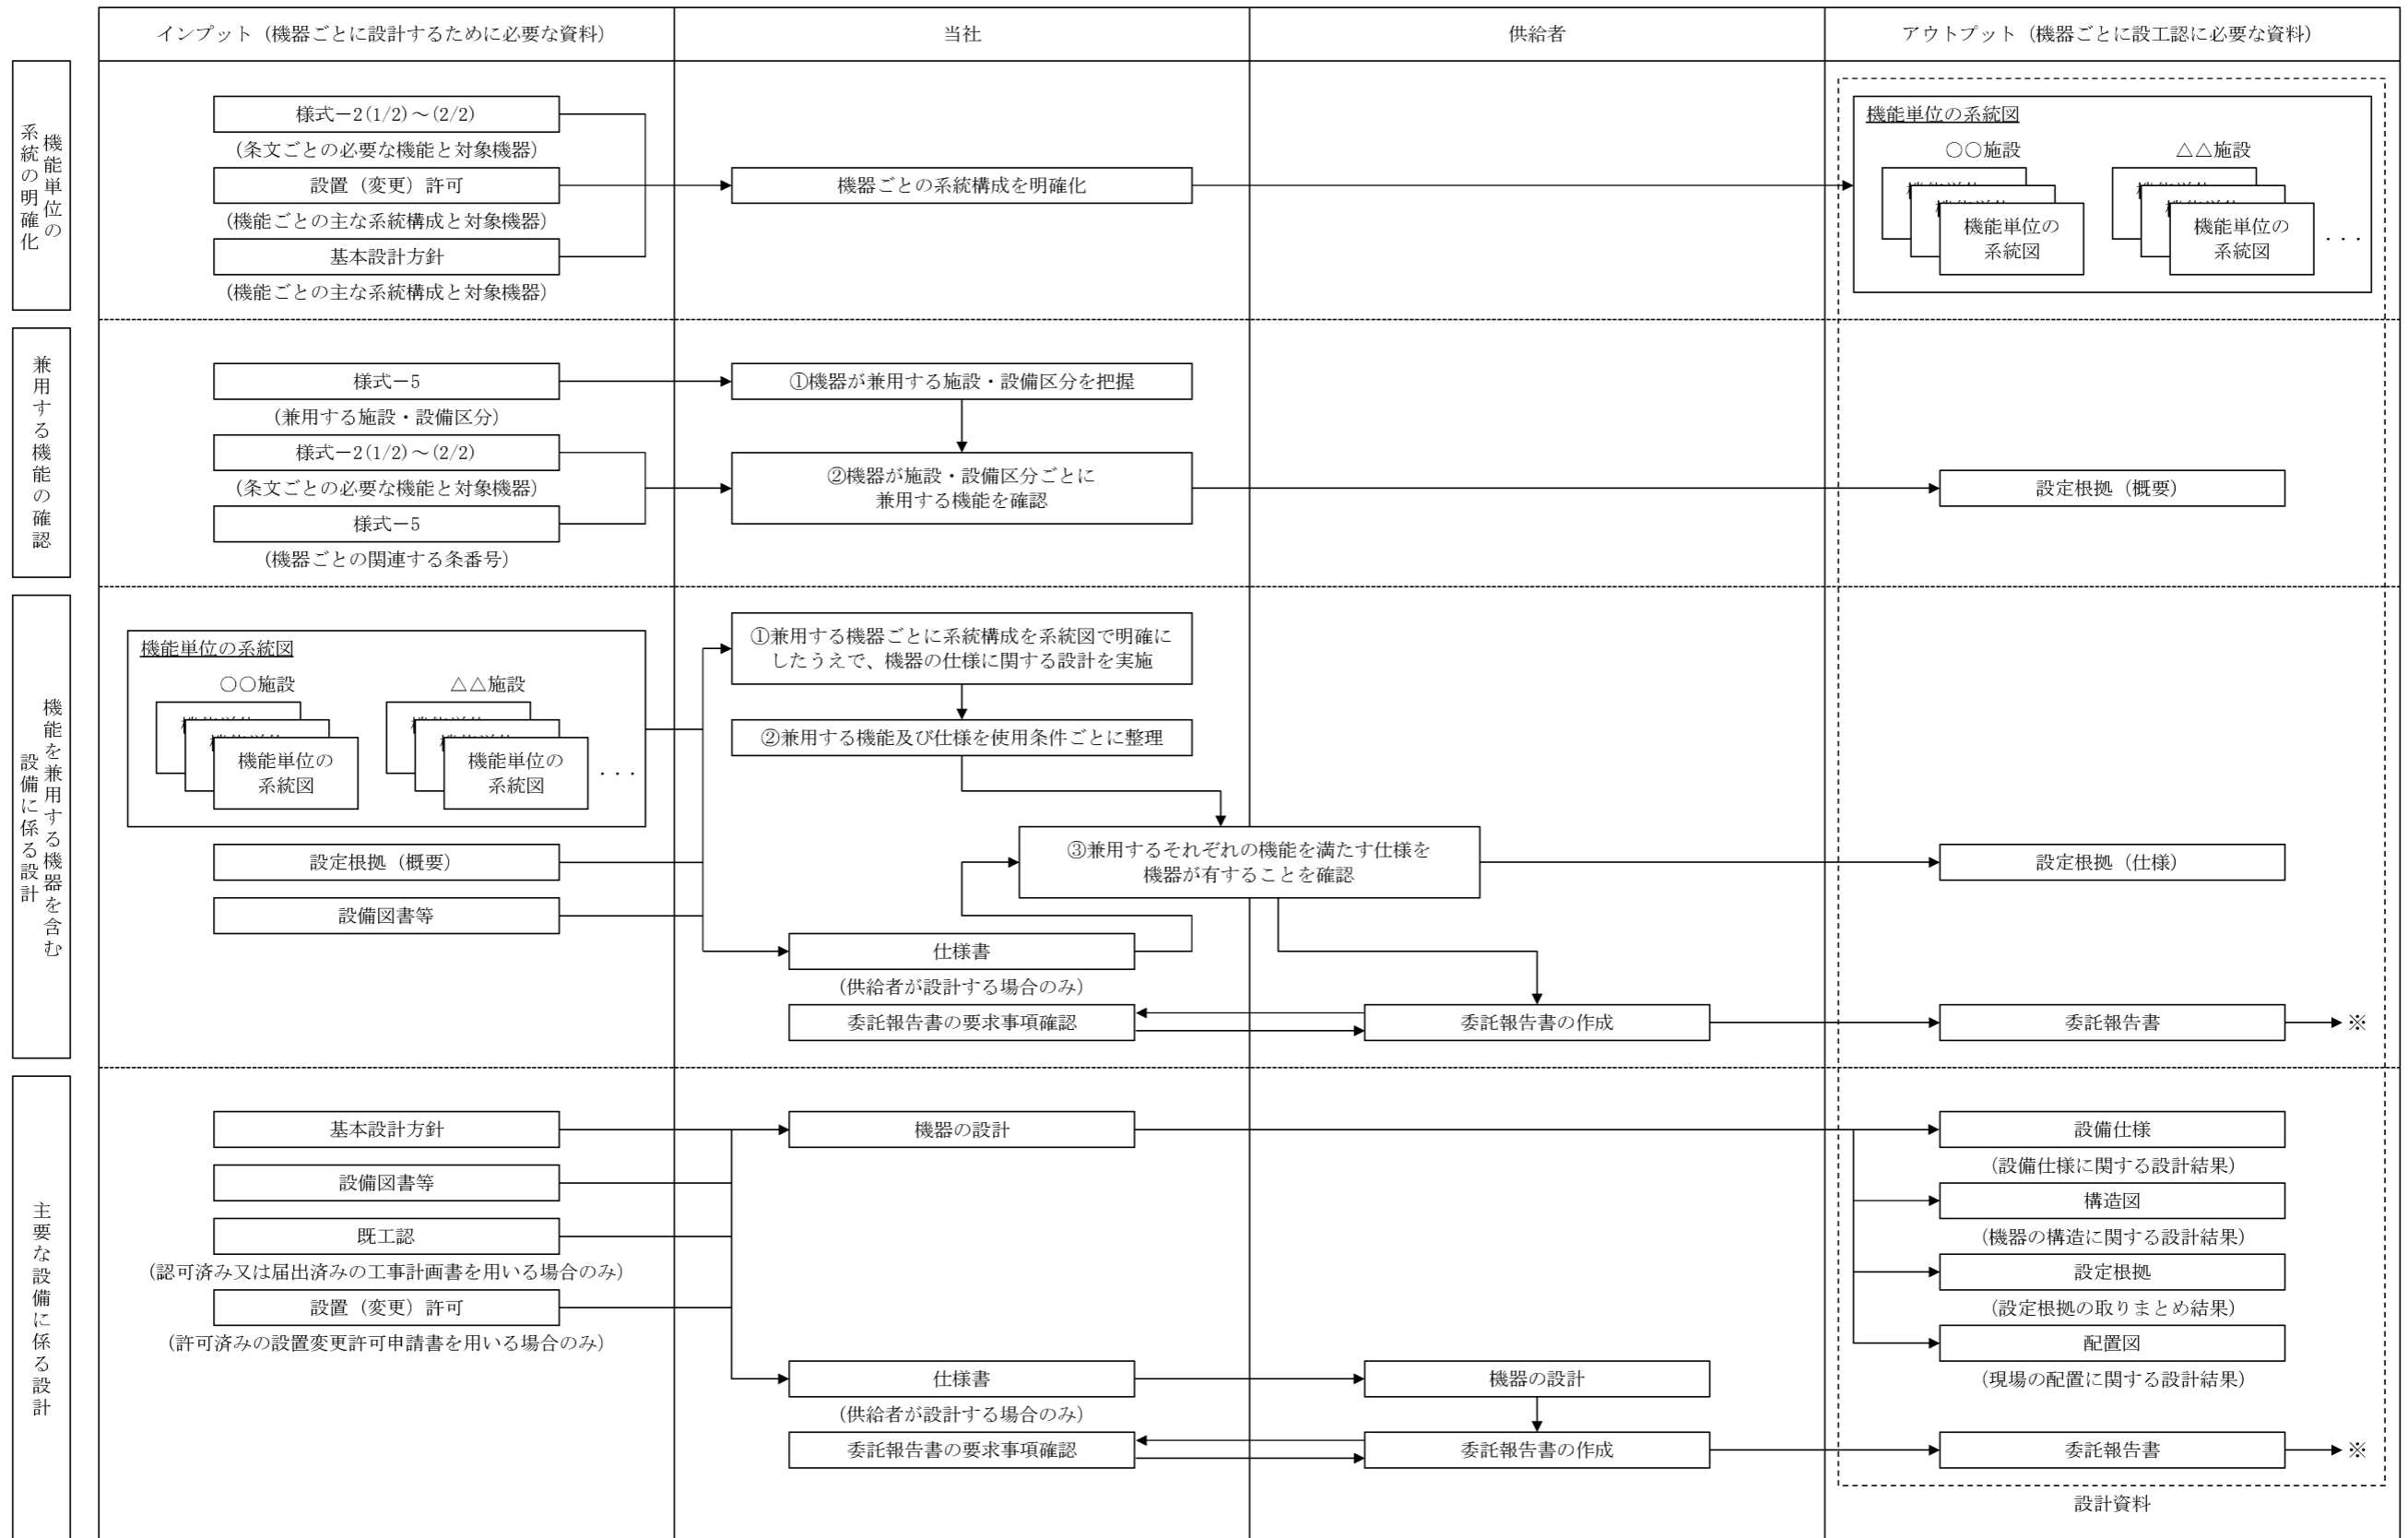 インプット（機器ごとに設計するために必要な資料）
当社
供給者
アウトプット（機器ごとに設工認に必要な資料）
機能単位の
系統の明確化
様式－2(1/2)～(2/2)
（条文ごとの必要な機能と対象機器）
設置（変更）許可
（機能ごとの主な系統構成と対象機器）
基本設計方針
（機能ごとの主な系統構成と対象機器）
機器ごとの系統構成を明確化
機能単位の系統図
○○施設
△△施設
機能単位の
系統図
機能単位の
系統図
・・・
兼用する機能の確認
様式－5
（兼用する施設・設備区分）
様式－2(1/2)～(2/2)
（条文ごとの必要な機能と対象機器）
様式－5
（機器ごとの関連する条番号）
①機器が兼用する施設・設備区分を把握
②機器が施設・設備区分ごとに
兼用する機能を確認
設定根拠（概要）
機能を兼用する機器を含む
設備に係る設計
機能単位の系統図
○○施設
△△施設
機能単位の
系統図
機能単位の
系統図
・・・
設定根拠（概要）
設備図書等
①兼用する機器ごとに系統構成を系統図で明確に
したうえで、機器の仕様に関する設計を実施
②兼用する機能及び仕様を使用条件ごとに整理
③兼用するそれぞれの機能を満たす仕様を
機器が有することを確認
設定根拠（仕様）
仕様書
（供給者が設計する場合のみ）
委託報告書の要求事項確認
委託報告書の作成
委託報告書
※
主要な設備に係る設計
基本設計方針
設備図書等
既工認
（認可済み又は届出済みの工事計画書を用いる場合のみ）
設置（変更）許可
（許可済みの設置変更許可申請書を用いる場合のみ）
機器の設計
設備仕様
（設備仕様に関する設計結果）
構造図
（機器の構造に関する設計結果）
設定根拠
（設定根拠の取りまとめ結果）
配置図
（現場の配置に関する設計結果）
仕様書
（供給者が設計する場合のみ）
機器の設計
委託報告書の要求事項確認
委託報告書の作成
委託報告書
※
設計資料